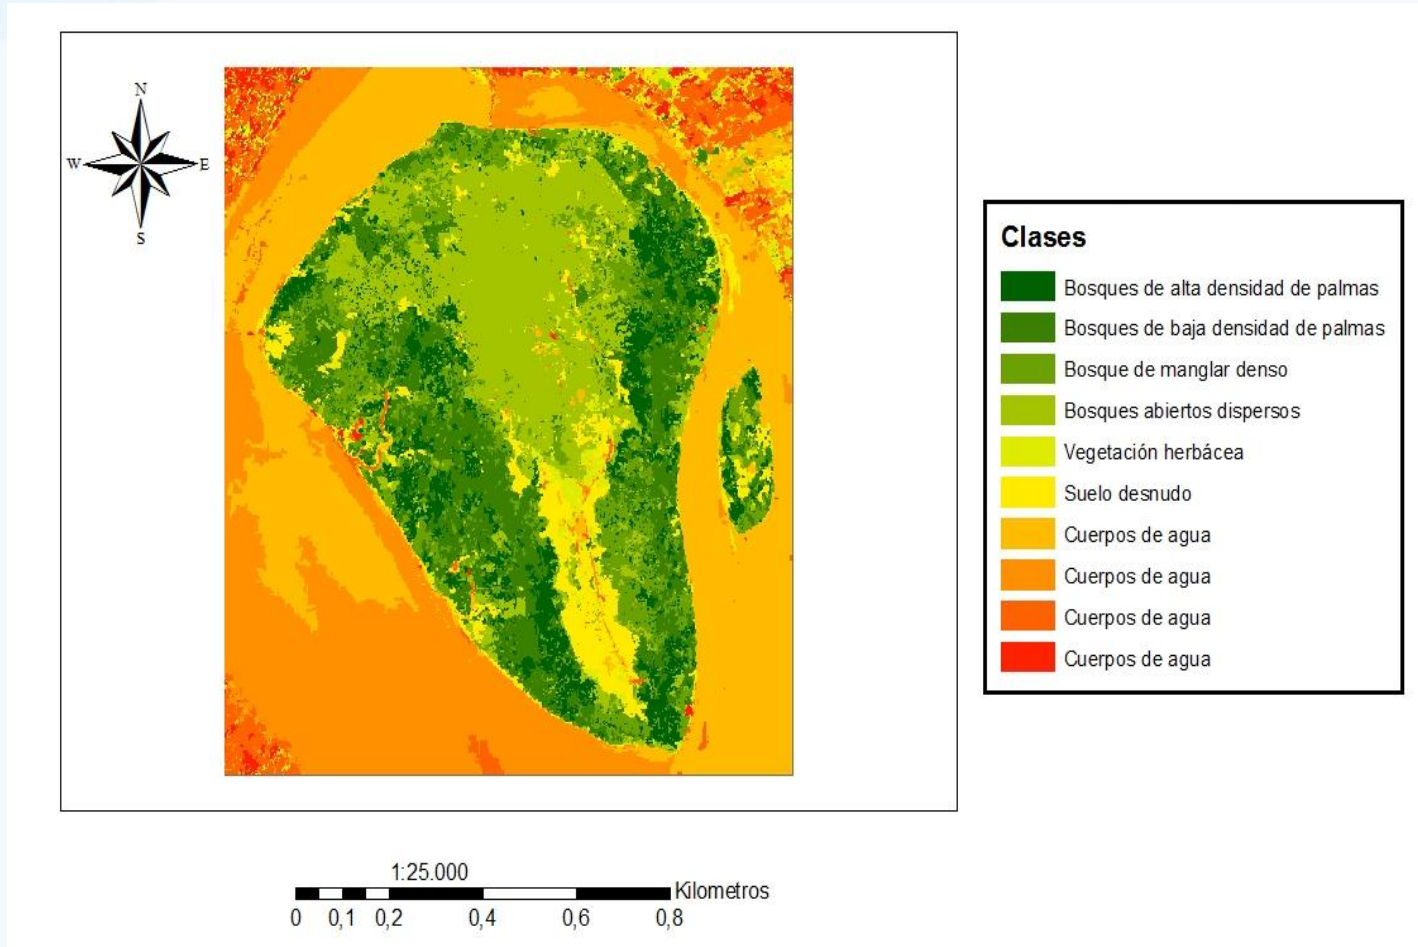 N
W
E
S
Clases
Bosques de alta densidad de palmas
Bosques de baja densidad de palmas
Bosque de manglar denso
Bosques abiertos dispersos
Vegetación herbácea
Suelo desnudo
Cuerpos de agua
Cuerpos de agua
Cuerpos de agua
Cuerpos de agua
1:25.000
Kilometros
0 0,1 0,2 0,4 0,6 0,8